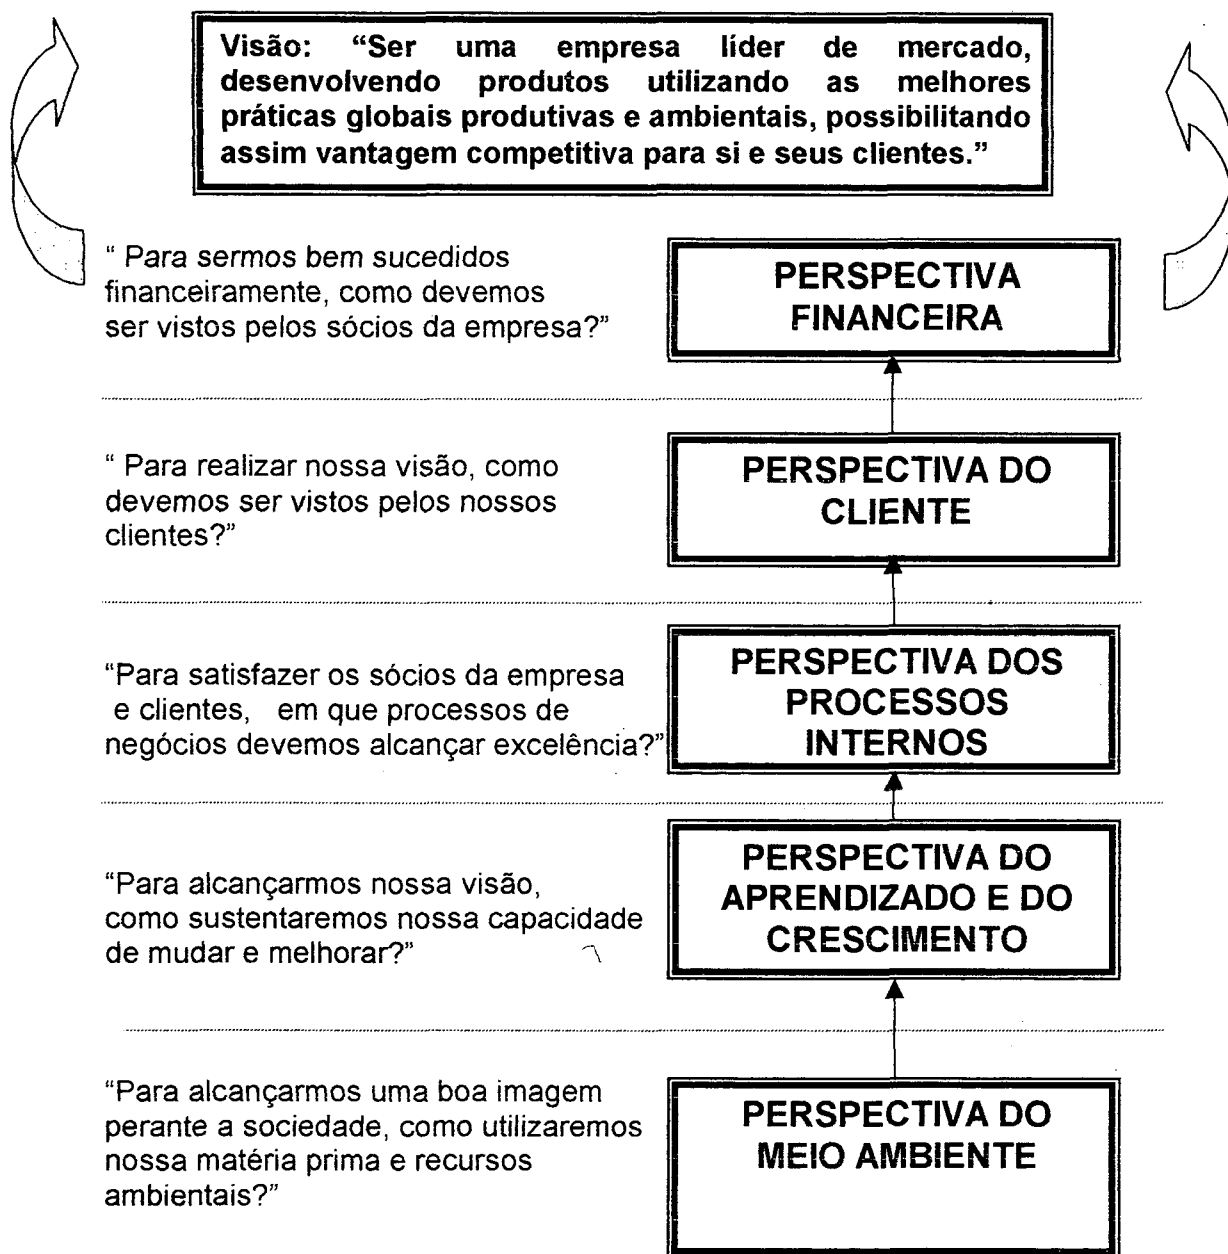 Visão: “Ser uma empresa líder de mercado,
desenvolvendo produtos utilizando as melhores
práticas globais produtivas e ambientais, possibilitando
assim vantagem competitiva para si e seus clientes.”
“ Para sermos bem sucedidos
financeiramente, como devemos
ser vistos pelos sócios da empresa?”
PERSPECTIVA
FINANCEIRA
“ Para realizar nossa visão, como
devemos ser vistos pelos nossos
clientes?”
PERSPECTIVA DO
CLIENTE
“Para satisfazer os sócios da empresa
e clientes, em que processos de
negócios devemos alcançar excelência?”
PERSPECTIVA DOS
PROCESSOS
INTERNOS
“Para alcançarmos nossa visão,
como sustentaremos nossa capacidade
de mudar e melhorar?”
PERSPECTIVA DO
APRENDIZADO E DO
CRESCIMENTO
“Para alcançarmos uma boa imagem
perante a sociedade, como utilizaremos
nossa matéria prima e recursos
ambientais?”
PERSPECTIVA DO
MEIO AMBIENTE